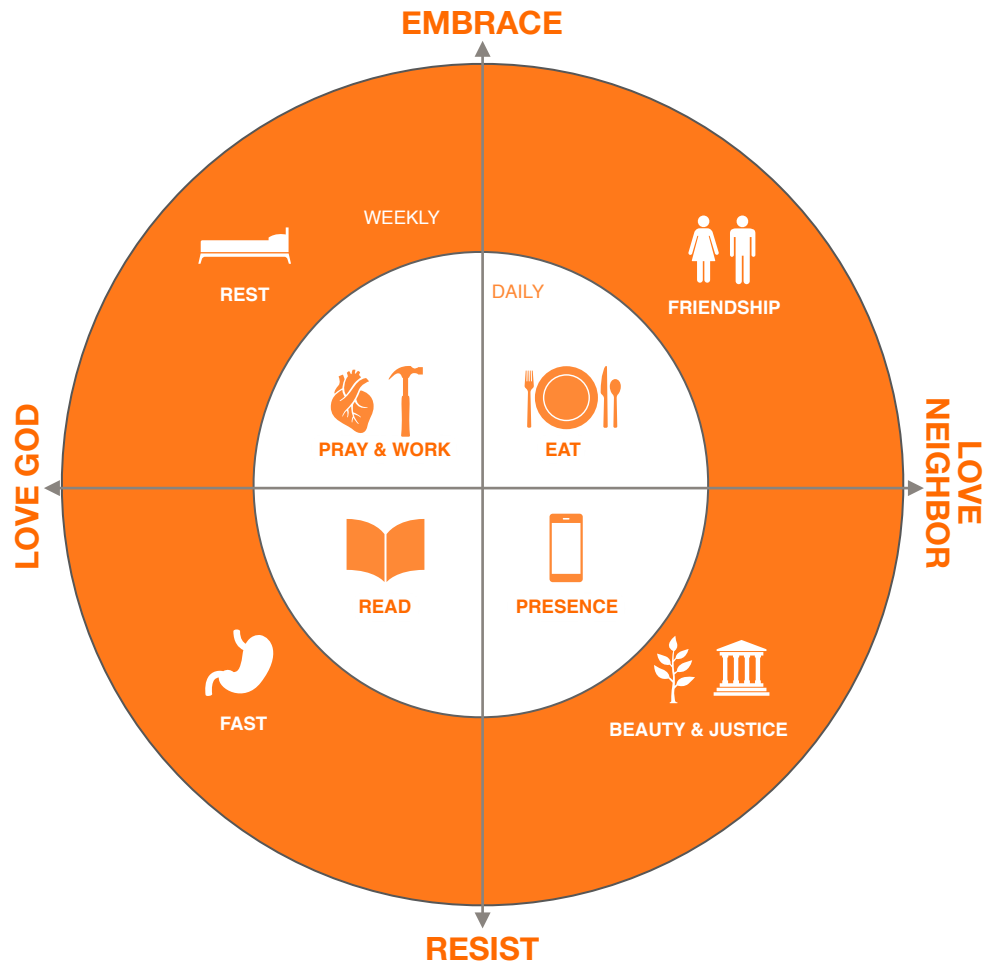 EMBRACE
WEEKLY
DAILY
REST
FRIENDSHIP
PRAY & WORK
EAT
LOVE GOD
LOVE
NEIGHBOR
READ
PRESENCE
FAST
BEAUTY & JUSTICE
RESIST